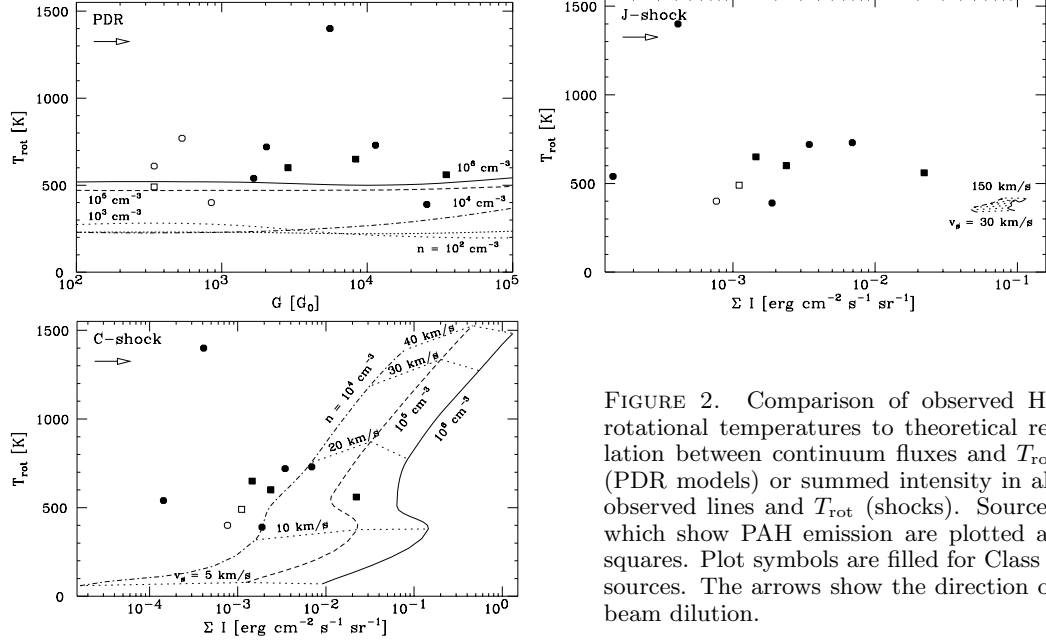 PDR
1500
1000
500
0
T_rot [K]
10^6 cm^-3
10^5 cm^-3
10^4 cm^-3
10^3 cm^-3
n = 10^2 cm^-3
10^2 10^3 10^4 10^5
G [G_0]
J-shock
1500
1000
500
0
T_rot [K]
150 km/s
v_s = 30 km/s
10^-3 10^-2 10^-1
Σ I [erg cm^-2 s^-1 sr^-1]
C-shock
1500
1000
500
0
T_rot [K]
40 km/s
30 km/s
n = 10^4 cm^-3
10^5 cm^-3
10^6 cm^-3
20 km/s
10 km/s
v_s = 5 km/s
10^-4 10^-3 10^-2 10^-1 10^0
Σ I [erg cm^-2 s^-1 sr^-1]
FIGURE 2. Comparison of observed H
rotational temperatures to theoretical re
lation between continuum fluxes and T_ro
(PDR models) or summed intensity in al
observed lines and T_rot (shocks). Source
which show PAH emission are plotted a
squares. Plot symbols are filled for Class
sources. The arrows show the direction o
beam dilution.